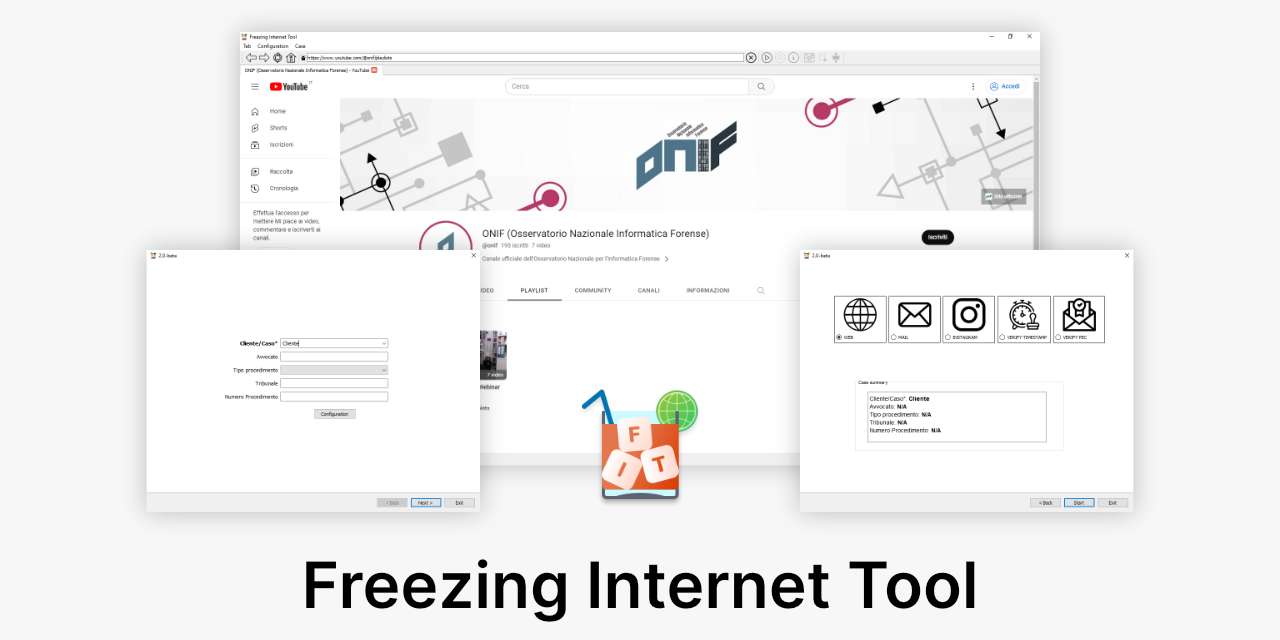 Freezing Internet Tool
Tab Configuration Case
https://www.youtube.com/@onif/playlists
ONIF (Osservatorio Nazionale Informatica Forense) - YouTube
YouTube IT
Cerca
Accedi
Home
Shorts
Iscrizioni
Raccolta
Cronologia
Effettua l'accesso per
mettere Mi piace ai video,
commentare e iscriverti ai
canali.
Osservatorio
Nazionale
Informatica
Forense
ONIF
Sito ufficiale
ONIF (Osservatorio Nazionale Informatica Forense)
@onif 193 iscritti 7 video
Canale ufficiale dell'Osservatorio Nazionale per l'Informatica Forense
Iscriviti
IDEO PLAYLIST COMMUNITY CANALI INFORMAZIONI
7 video
Webinar
2.0-beta
Cliente/Caso* Cliente
Avvocato
Tipo procedimento
Tribunale
Numero Procedimento
Configuration
< Back Next > Exit
2.0-beta
WEB MAIL INSTAGRAM VERIFY TIMESTAMP VERIFY PEC
Case summary
Cliente/Caso*: Cliente
Avvocato: N/A
Tipo procedimento: N/A
Tribunale: N/A
Numero Procedimento: N/A
< Back Start Exit
F
I T
Freezing Internet Tool